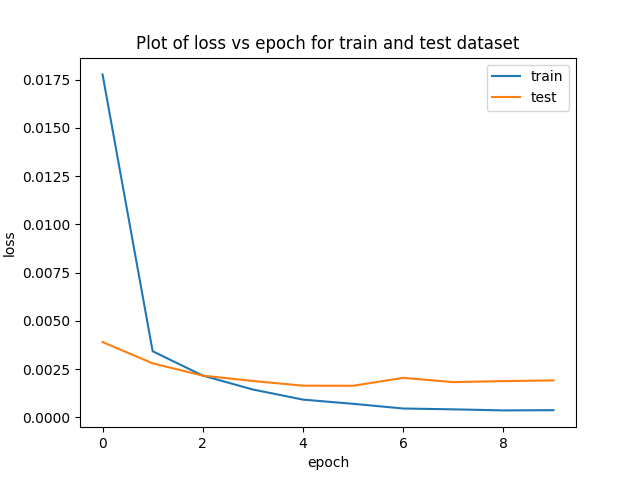 Plot of loss vs epoch for train and test dataset
train
test
0.0175
0.0150
0.0125
0.0100
0.0075
0.0050
0.0025
0.0000
loss
0 2 4 6 8
epoch